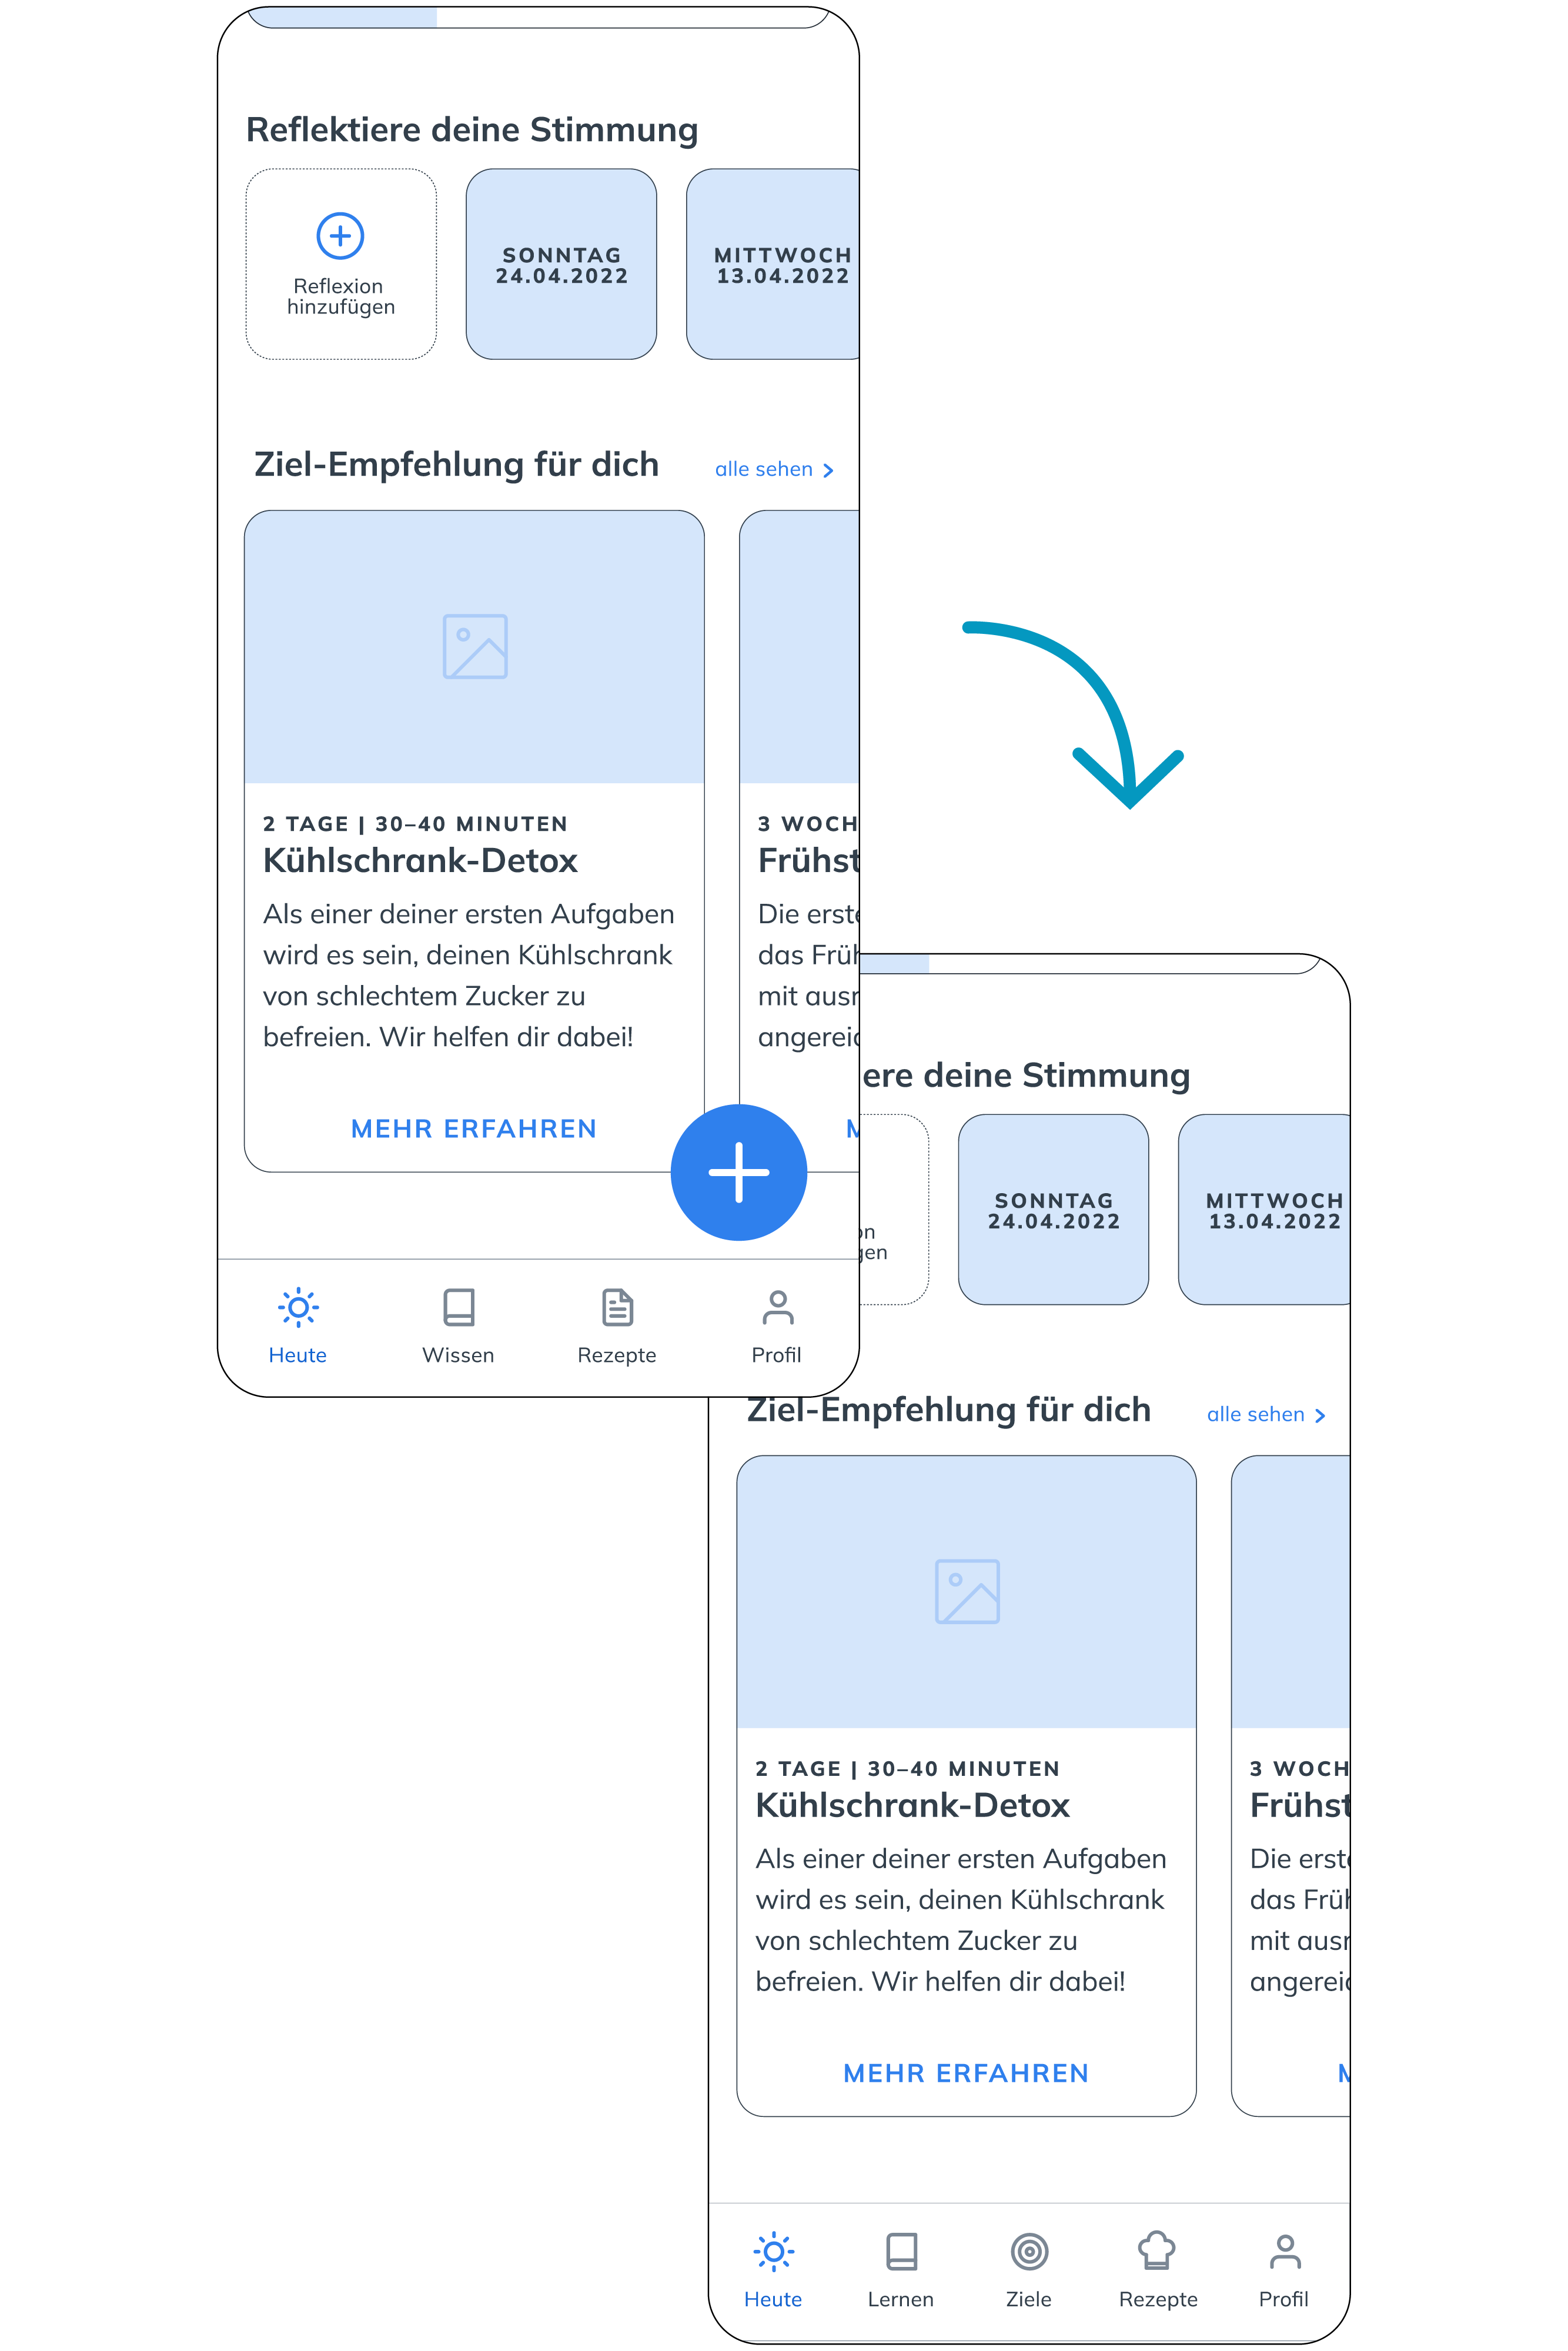 Reflektiere deine Stimmung
Reflexion
hinzufügen
SONNTAG
24.04.2022
MITTWOCH
13.04.2022
Ziel-Empfehlung für dich
alle sehen
2 TAGE | 30–40 MINUTEN
Kühlschrank-Detox
Als einer deiner ersten Aufgaben
wird es sein, deinen Kühlschrank
von schlechtem Zucker zu
befreien. Wir helfen dir dabei!
MEHR ERFAHREN
3 WOCH
Frühst
Die erste
das Früh
mit ausr
angereic
Heute
Wissen
Rezepte
Profil
ere deine Stimmung
gen
SONNTAG
24.04.2022
MITTWOCH
13.04.2022
Ziel-Empfehlung für dich
alle sehen
2 TAGE | 30–40 MINUTEN
Kühlschrank-Detox
Als einer deiner ersten Aufgaben
wird es sein, deinen Kühlschrank
von schlechtem Zucker zu
befreien. Wir helfen dir dabei!
MEHR ERFAHREN
3 WOCH
Frühst
Die erste
das Früh
mit ausr
angereic
Heute
Lernen
Ziele
Rezepte
Profil